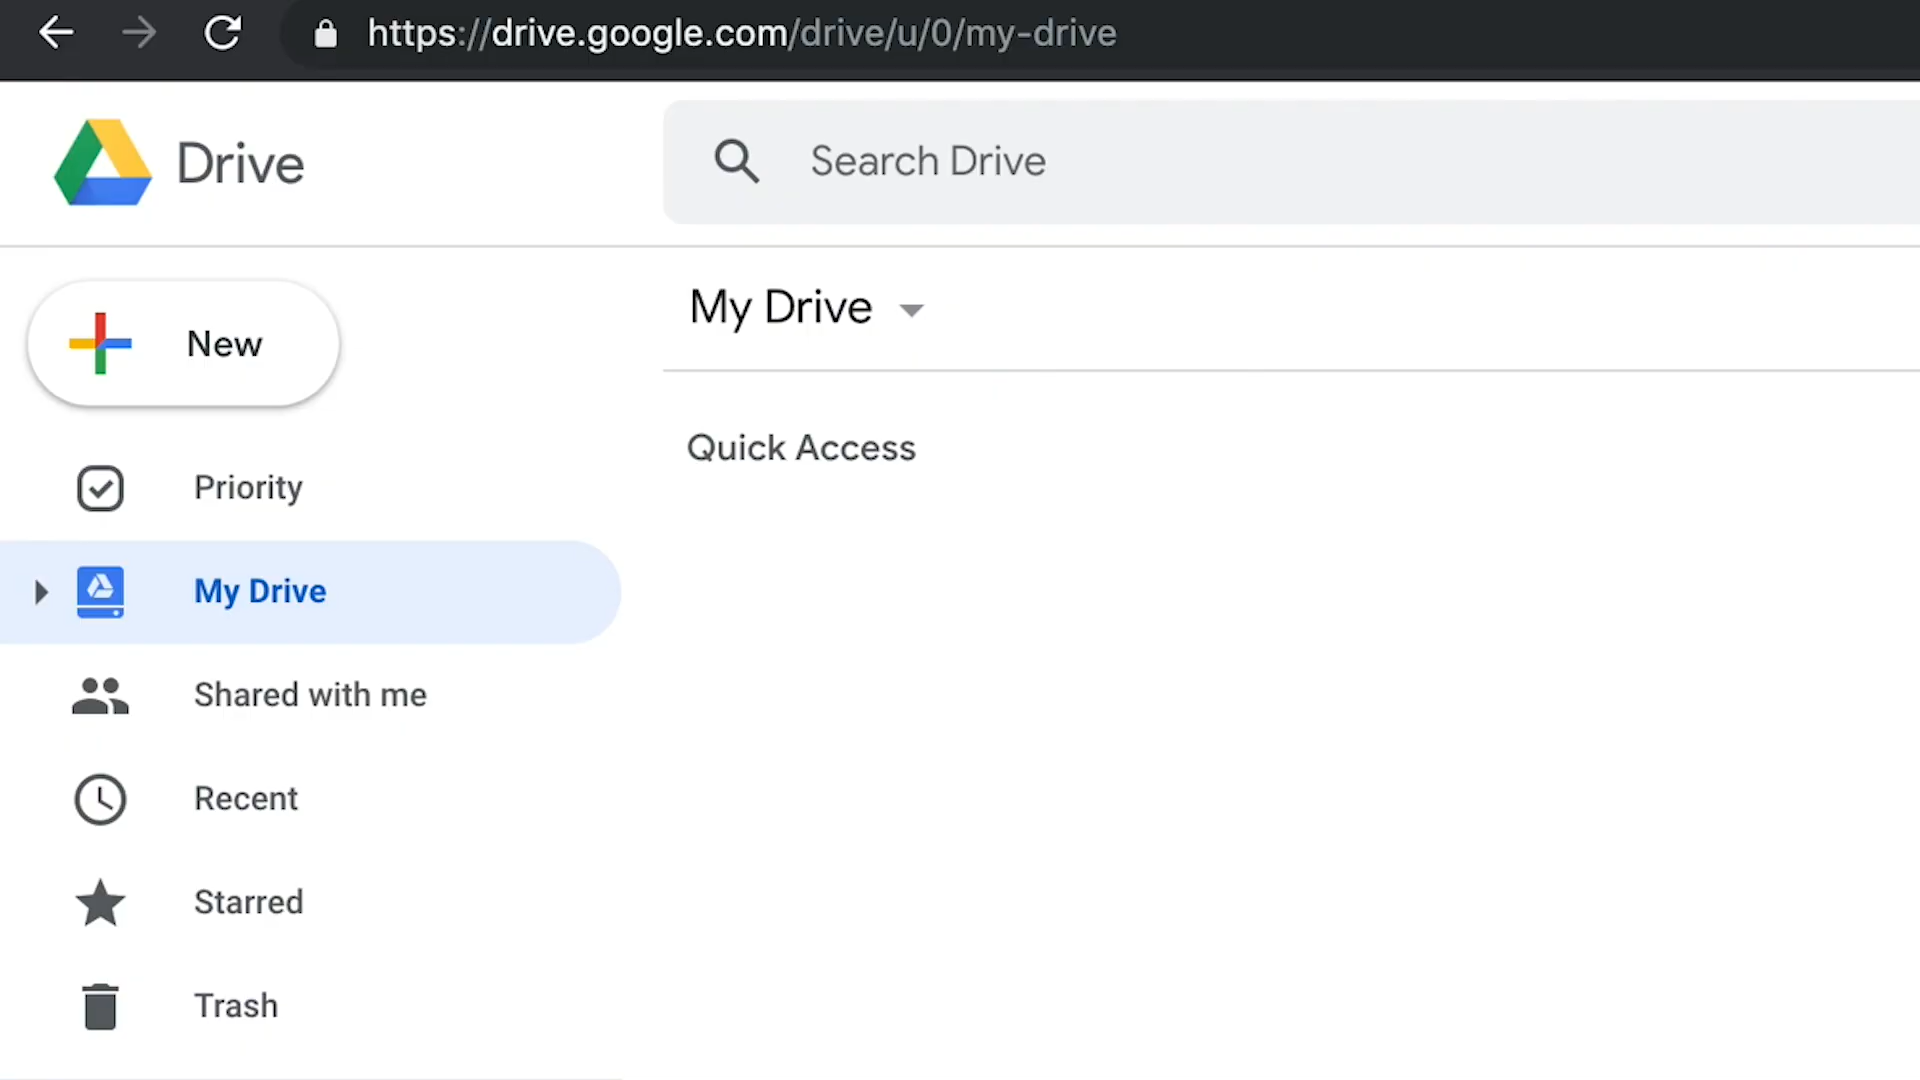 https://drive.google.com/drive/u/0/my-drive
Drive
Search Drive
New
My Drive
Quick Access
Priority
My Drive
Shared with me
Recent
Starred
Trash